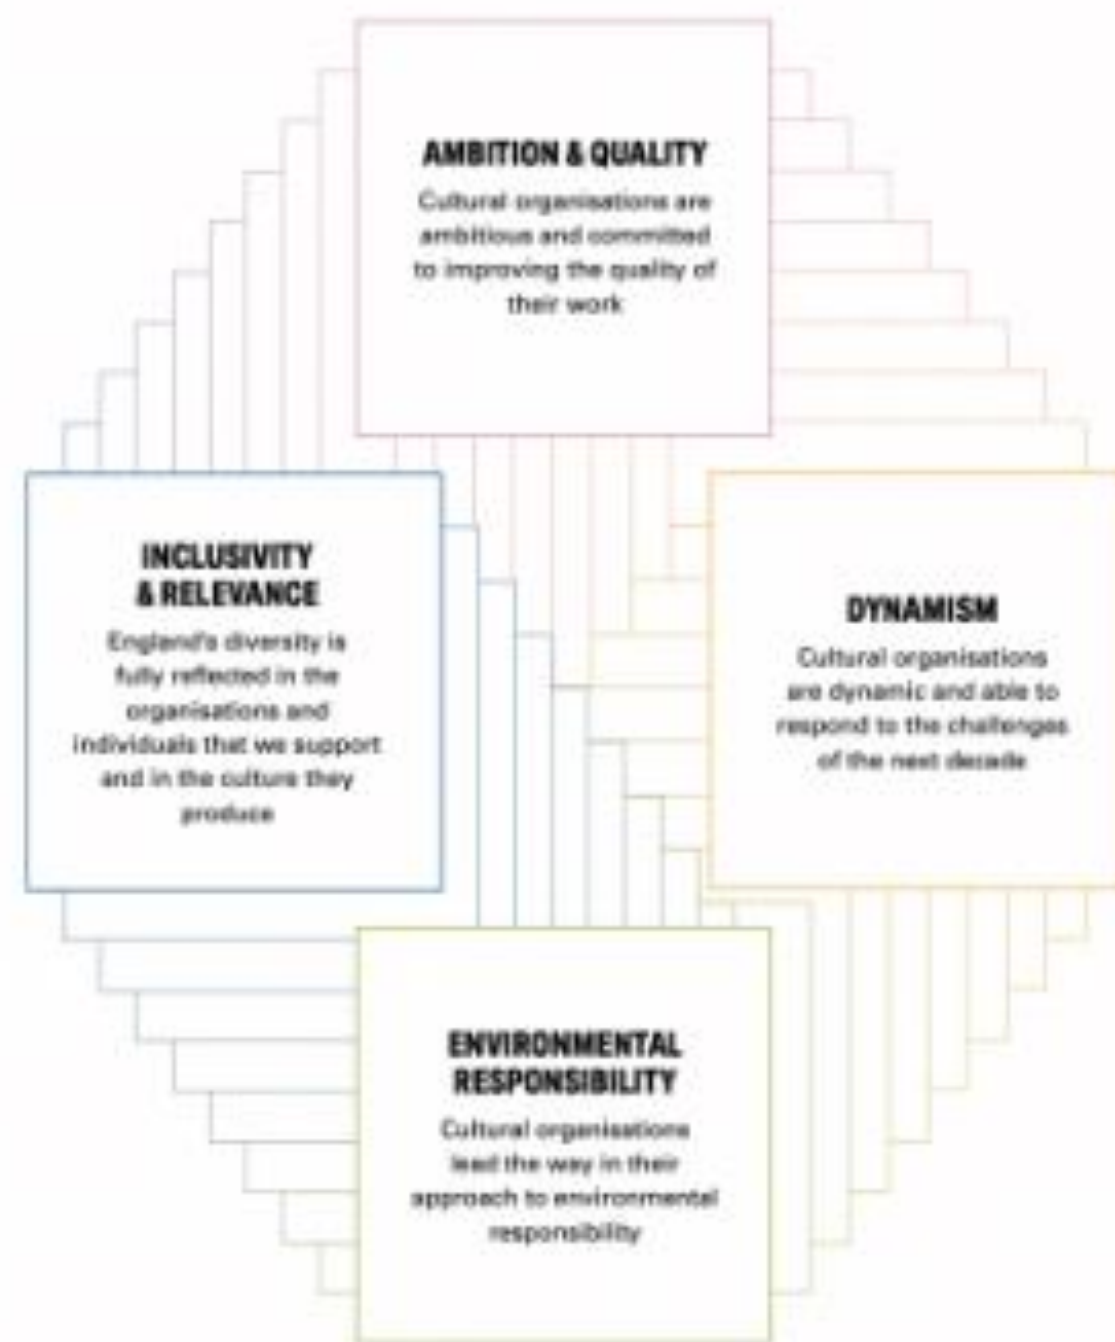 AMBITION & QUALITY
Cultural organisations are
ambitious and committed
to improving the quality of
their work
INCLUSIVITY
& RELEVANCE
England's diversity is
fully reflected in the
organisations and
individuals that we support
and in the culture they
produce
DYNAMISM
Cultural organisations
are dynamic and able to
respond to the challenges
of the next decade
ENVIRONMENTAL
RESPONSIBILITY
Cultural organisations
lead the way in their
approach to environmental
responsibility